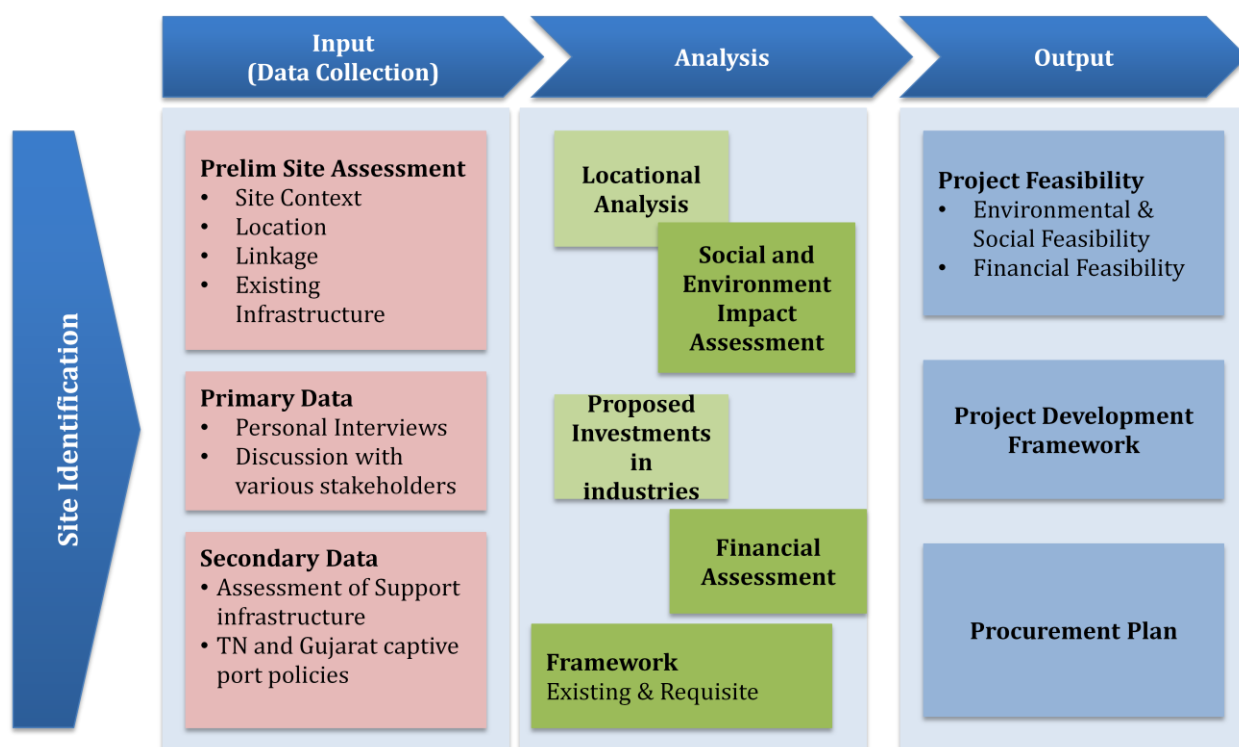 Input
(Data Collection)
Analysis
Output
Site Identification
Prelim Site Assessment
• Site Context
• Location
• Linkage
• Existing
Infrastructure
Primary Data
• Personal Interviews
• Discussion with
various stakeholders
Secondary Data
• Assessment of Support
infrastructure
• TN and Gujarat captive
port policies
Locational
Analysis
Social and
Environment
Impact
Assessment
Proposed
Investments
in
industries
Financial
Assessment
Framework
Existing & Requisite
Project Feasibility
• Environmental &
Social Feasibility
• Financial Feasibility
Project Development
Framework
Procurement Plan